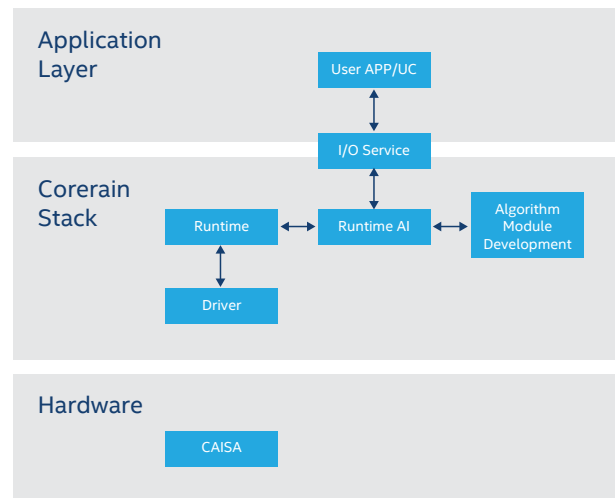 Application
Layer
User APP/UC
I/O Service
Corerain
Stack
Runtime
Runtime AI
Algorithm
Module
Development
Driver
Hardware
CAISA